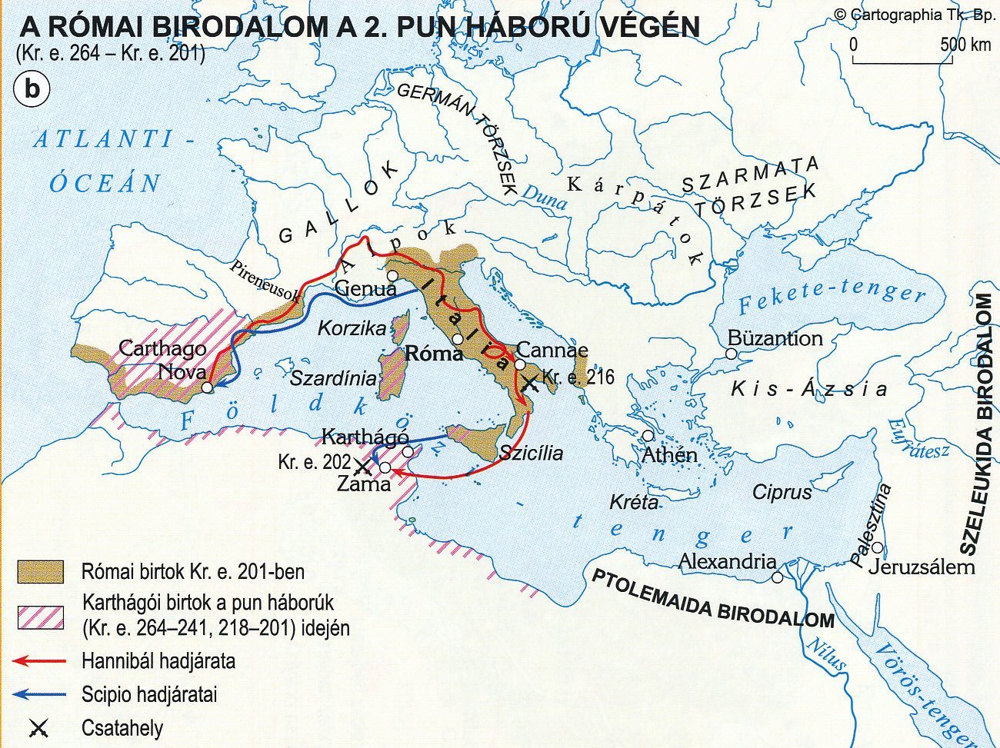 A RÓMAI BIRODALOM A 2. PUN HÁBORÚ VÉGÉN
(Kr. e. 264 – Kr. e. 201)
© Cartographia Tk. Bp.
0 500 km
b
ATLANTI-
ÓCEÁN
GERMÁN TÖRZSEK
GALLOK
Duna
Kárpátok
SZARMATA
TÖRZSEK
Alpok
Pireneusok
Genua
Itália
Fekete-tenger
Korzika
Róma
Cannae
Kr. e. 216
Büzantion
Carthago
Nova
Szardínia
Kis-Ázsia
SZELEUKIDA BIRODALOM
Földközi-tenger
Karthágó
Kr. e. 202
Zama
Szicília
Athén
Eufrátesz
Kréta
Ciprus
Palesztina
Alexandria
Jeruzsálem
PTOLEMAIDA BIRODALOM
Nílus
Vörös-tenger
Római birtok Kr. e. 201-ben
Karthágói birtok a pun háborúk
(Kr. e. 264–241, 218–201) idején
Hannibál hadjárata
Scipio hadjáratai
Csatahely